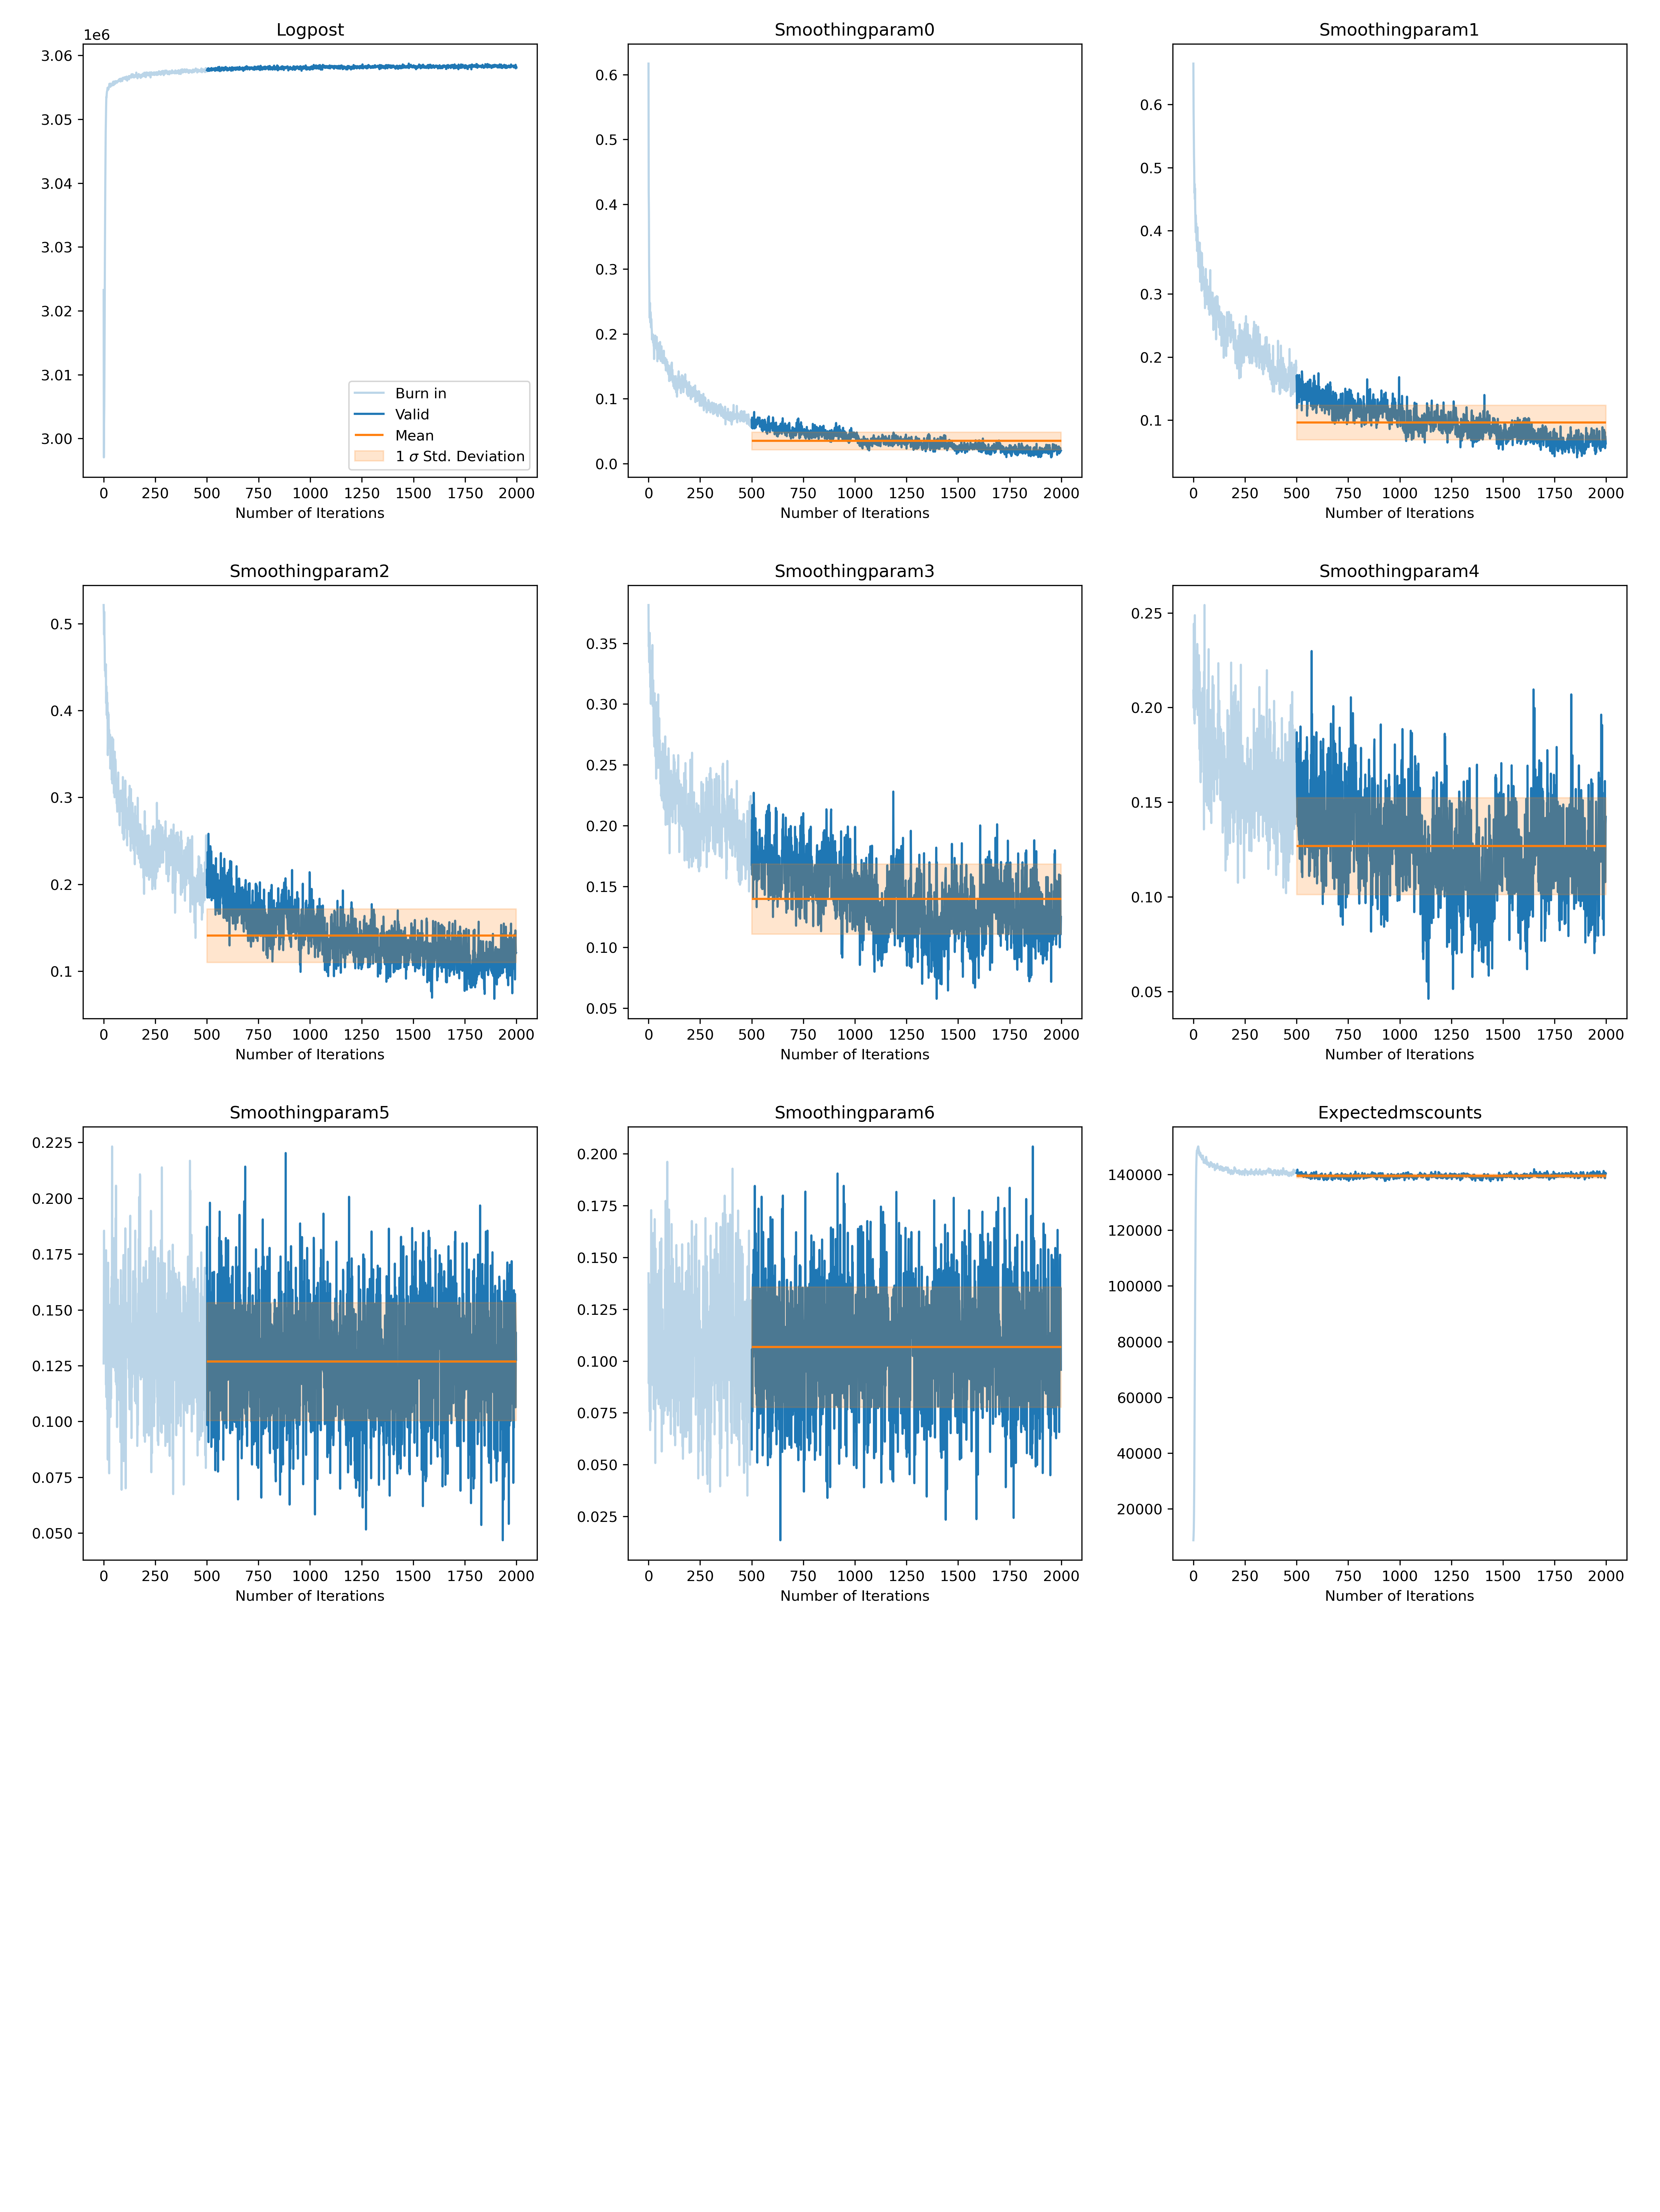 Logpost
1e6
3.06
3.05
3.04
3.03
3.02
3.01
3.00
Burn in
Valid
Mean
1 σ Std. Deviation
0 250 500 750 1000 1250 1500 1750 2000
Number of Iterations
Smoothingparam0
0.6
0.5
0.4
0.3
0.2
0.1
0.0
0 250 500 750 1000 1250 1500 1750 2000
Number of Iterations
Smoothingparam1
0.6
0.5
0.4
0.3
0.2
0.1
0 250 500 750 1000 1250 1500 1750 2000
Number of Iterations
Smoothingparam2
0.5
0.4
0.3
0.2
0.1
0 250 500 750 1000 1250 1500 1750 2000
Number of Iterations
Smoothingparam3
0.35
0.30
0.25
0.20
0.15
0.10
0.05
0 250 500 750 1000 1250 1500 1750 2000
Number of Iterations
Smoothingparam4
0.25
0.20
0.15
0.10
0.05
0 250 500 750 1000 1250 1500 1750 2000
Number of Iterations
Smoothingparam5
0.225
0.200
0.175
0.150
0.125
0.100
0.075
0.050
0 250 500 750 1000 1250 1500 1750 2000
Number of Iterations
Smoothingparam6
0.200
0.175
0.150
0.125
0.100
0.075
0.050
0.025
0 250 500 750 1000 1250 1500 1750 2000
Number of Iterations
Expectedmscounts
140000
120000
100000
80000
60000
40000
20000
0 250 500 750 1000 1250 1500 1750 2000
Number of Iterations